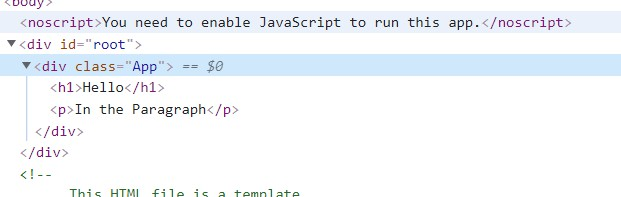 <body>
<noscript>You need to enable JavaScript to run this app.</noscript>
▼<div id="root">
▼<div class="App"> == $0
<h1>Hello</h1>
<p>In the Paragraph</p>
</div>
</div>
<!--
This HTML file is a template